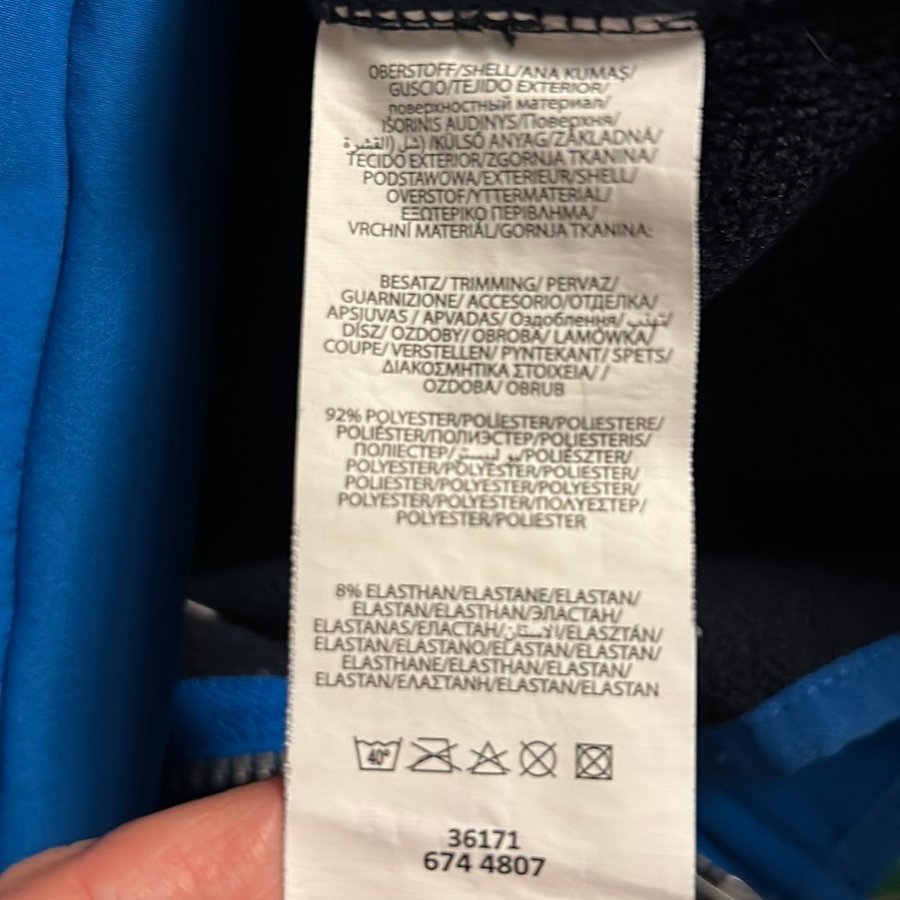 OBERSTOFF/SHELL/ANA KUMAŞ/
GUSCIO/TEJIDO EXTERIOR/
поверхностный материал/
IŠORINIS AUDINYS/Поверхня/
شل (القشرة)/KÜLSŐ ANYAG/ZÁKLADNÁ/
TECIDO EXTERIOR/ZGORNJA TKANINA/
PODSTAWOWA/EXTERIEUR/SHELL/
OVERSTOF/YTTERMATERIAL/
ΕΞΩΤΕΡΙΚΟ ΠΕΡΙΒΛΗΜΑ/
VRCHNÍ MATERIÁL/GORNJA TKANINA:
BESATZ/ TRIMMING/ PERVAZ/
GUARNIZIONE/ ACCESORIO/ОТДЕЛКА/
APSIUVAS / APVADAS/ Оздоблення/ تهذيب/
DÍSZ/ OZDOBY/ OBROBA/ LAMÓWKA/
COUPE/ VERSTELLEN/ PYNTEKANT/ SPETS/
ΔΙΑΚΟΣΜΗΤΙΚΑ ΣΤΟΙΧΕΙΑ/ /
OZDOBA/ OBRUB
92% POLYESTER/POLİESTER/POLIESTERE/
POLIÉSTER/ПОЛИЭСТЕР/POLIESTERIS/
ПОЛІЕСТЕР/بوليستر/POLIÉSZTER/
POLYESTER/POLYESTER/POLIESTER/
POLIESTER/POLYESTER/POLYESTER/
POLYESTER/POLYESTER/ΠΟΛΥΕΣΤΕΡ/
POLYESTER/POLIESTER
8% ELASTHAN/ELASTANE/ELASTAN/
ELASTAN/ELASTHAN/ЭЛАСТАН/
ELASTANAS/ЕЛАСТАН/الاستان/ELASZTÁN/
ELASTAN/ELASTANO/ELASTAN/ELASTAN/
ELASTHANE/ELASTHAN/ELASTAN/
ELASTAN/ΕΛΑΣΤΑΝΗ/ELASTAN/ELASTAN
40°
36171
674 4807